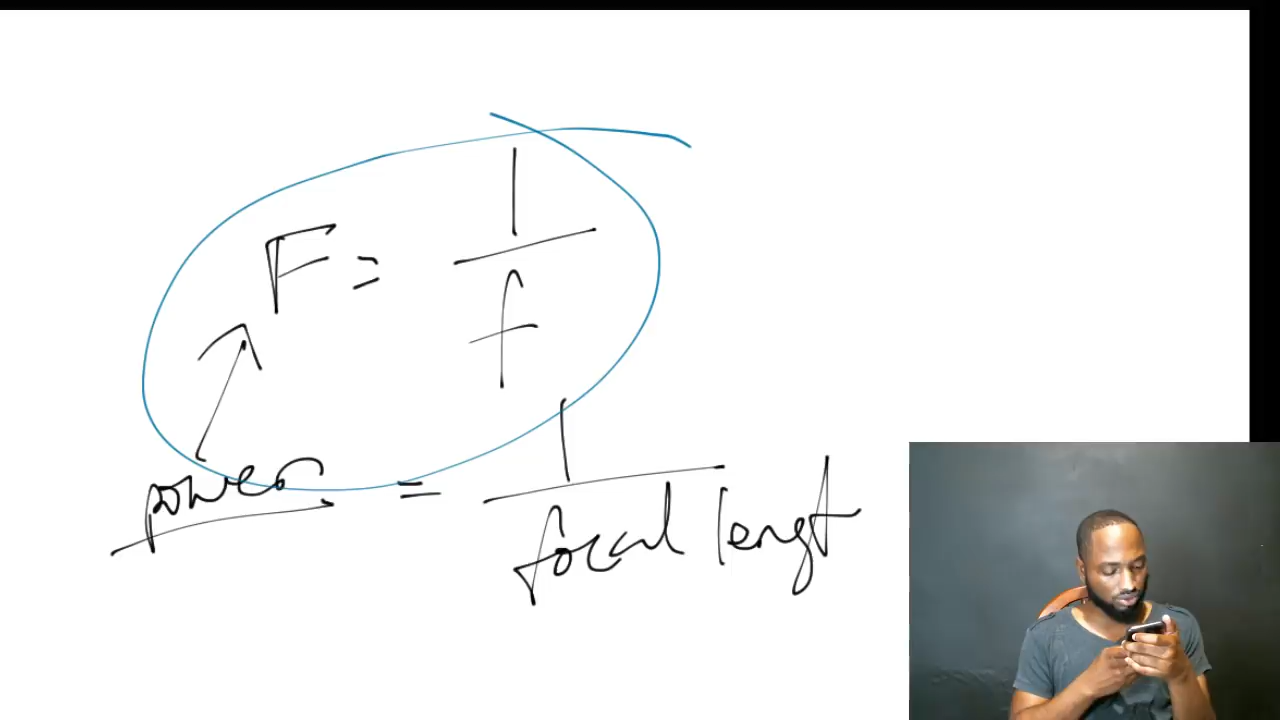 F = 1/f
power = 1/focal lengt